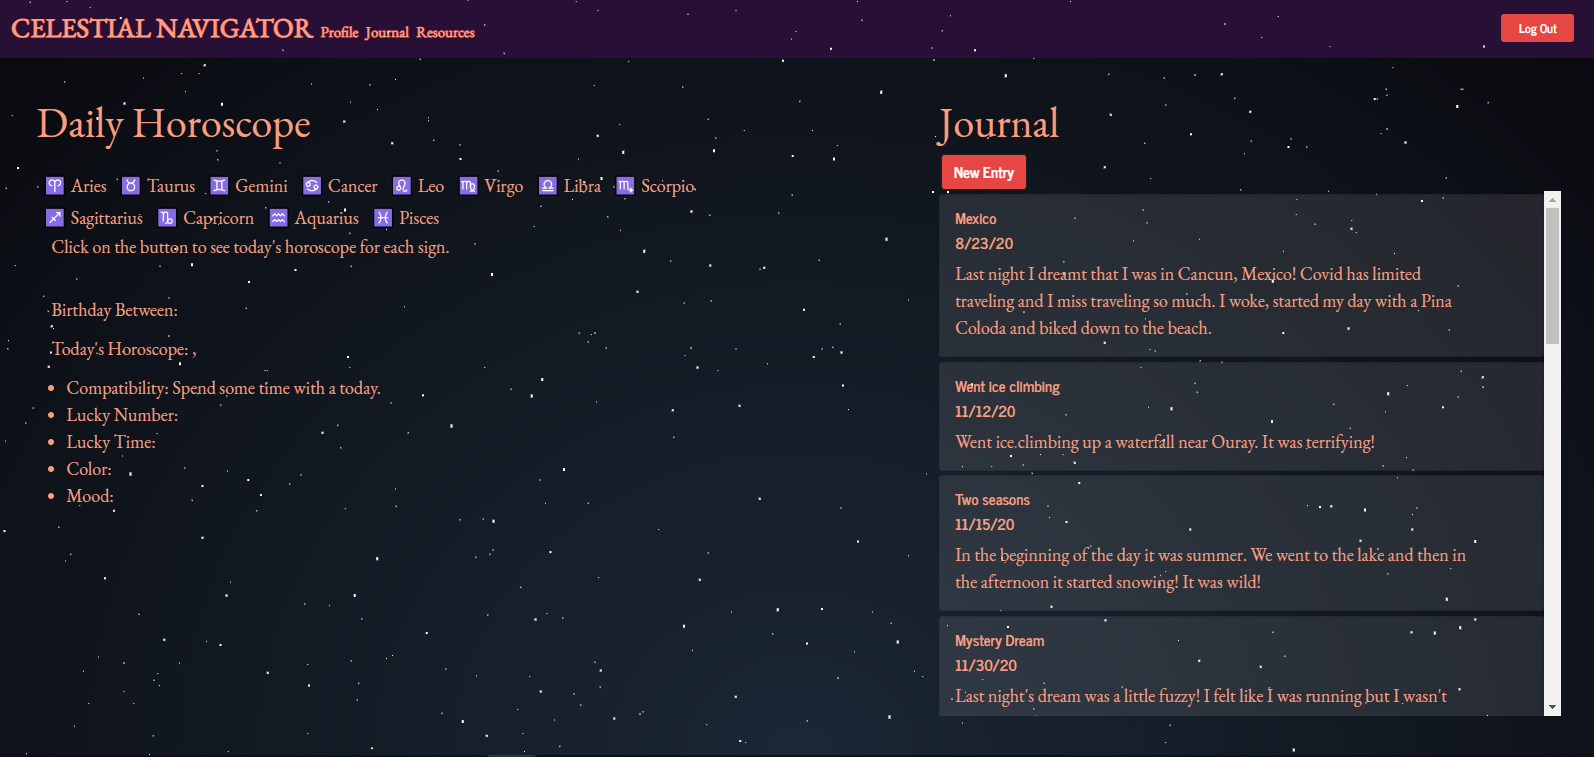 CELESTIAL NAVIGATOR Profile Journal Resources Log Out
Daily Horoscope
♈ Aries ♉ Taurus ♊ Gemini ♋ Cancer ♌ Leo ♍ Virgo ♎ Libra ♏ Scorpio
♐ Sagittarius ♑ Capricorn ♒ Aquarius ♓ Pisces
Click on the button to see today's horoscope for each sign.
Birthday Between:
Today's Horoscope: ,
• Compatibility: Spend some time with a today.
• Lucky Number:
• Lucky Time:
• Color:
• Mood:
Journal
New Entry
Mexico
8/23/20
Last night I dreamt that I was in Cancun, Mexico! Covid has limited
traveling and I miss traveling so much. I woke, started my day with a Pina
Coloda and biked down to the beach.
Went ice climbing
11/12/20
Went ice climbing up a waterfall near Ouray. It was terrifying!
Two seasons
11/15/20
In the beginning of the day it was summer. We went to the lake and then in
the afternoon it started snowing! It was wild!
Mystery Dream
11/30/20
Last night's dream was a little fuzzy! I felt like I was running but I wasn't